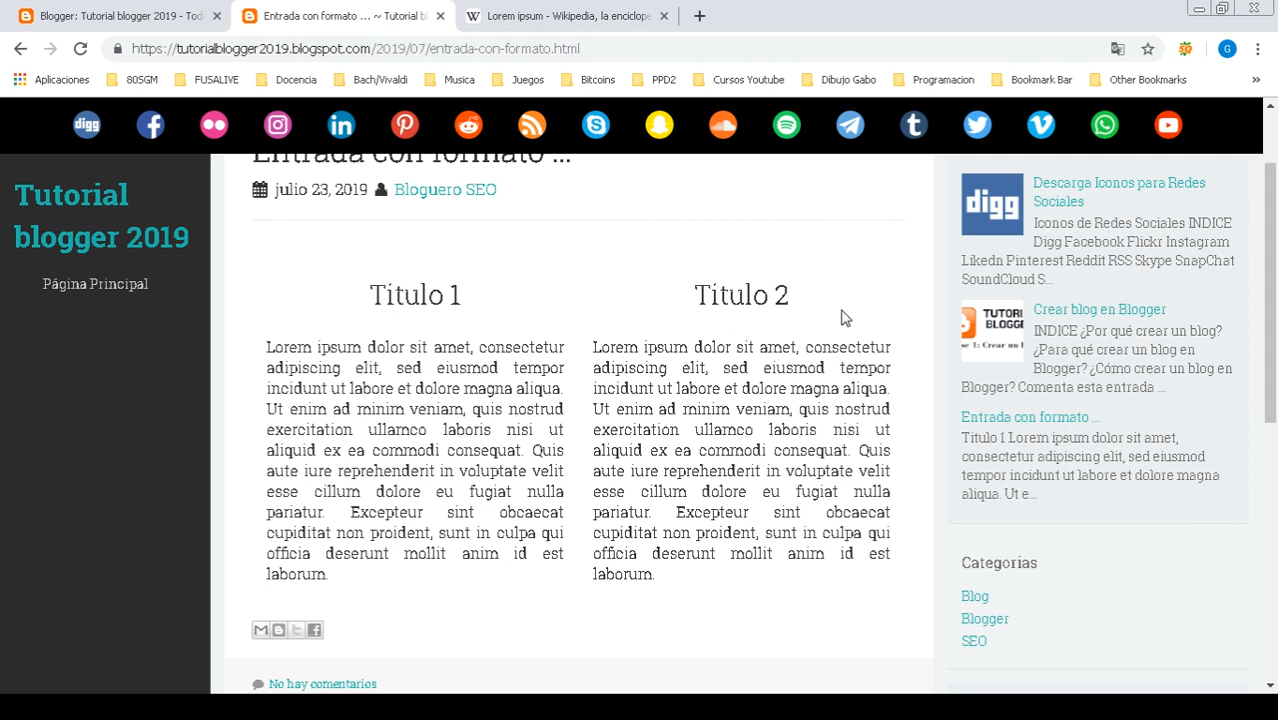 Blogger: Tutorial blogger 2019 - Tod
Entrada con formato ... ~ Tutorial b
Lorem ipsum - Wikipedia, la enciclope
https://tutorialblogger2019.blogspot.com/2019/07/entrada-con-formato.html
G
Aplicaciones
80SGM
FUSALIVE
Docencia
Bach/Vivaldi
Musica
Juegos
Bitcoins
PPD2
Cursos Youtube
Dibujo Gabo
Programacion
Bookmark Bar
Other Bookmarks
digg
Entrada con formato ...
julio 23, 2019 Bloguero SEO
Tutorial
blogger 2019
Página Principal
Título 1
Lorem ipsum dolor sit amet, consectetur
adipiscing elit, sed eiusmod tempor
incidunt ut labore et dolore magna aliqua.
Ut enim ad minim veniam, quis nostrud
exercitation ullamco laboris nisi ut
aliquid ex ea commodi consequat. Quis
aute iure reprehenderit in voluptate velit
esse cillum dolore eu fugiat nulla
pariatur. Excepteur sint obcaecat
cupiditat non proident, sunt in culpa qui
officia deserunt mollit anim id est
laborum.
Título 2
Lorem ipsum dolor sit amet, consectetur
adipiscing elit, sed eiusmod tempor
incidunt ut labore et dolore magna aliqua.
Ut enim ad minim veniam, quis nostrud
exercitation ullamco laboris nisi ut
aliquid ex ea commodi consequat. Quis
aute iure reprehenderit in voluptate velit
esse cillum dolore eu fugiat nulla
pariatur. Excepteur sint obcaecat
cupiditat non proident, sunt in culpa qui
officia deserunt mollit anim id est
laborum.
No hay comentarios
digg
Descarga Iconos para Redes
Sociales
Iconos de Redes Sociales INDICE
Digg Facebook Flickr Instagram
Likedn Pinterest Reddit RSS Skype SnapChat
SoundCloud S...
TUTORI
BLOGGE
se 1: Crear un l
Crear blog en Blogger
INDICE ¿Por qué crear un blog?
¿Para qué crear un blog en
Blogger? ¿Cómo crear un blog en
Blogger? Comenta esta entrada ...
Entrada con formato ...
Título 1 Lorem ipsum dolor sit amet,
consectetur adipiscing elit, sed eiusmod
tempor incidunt ut labore et dolore magna
aliqua. Ut e...
Categorias
Blog
Blogger
SEO